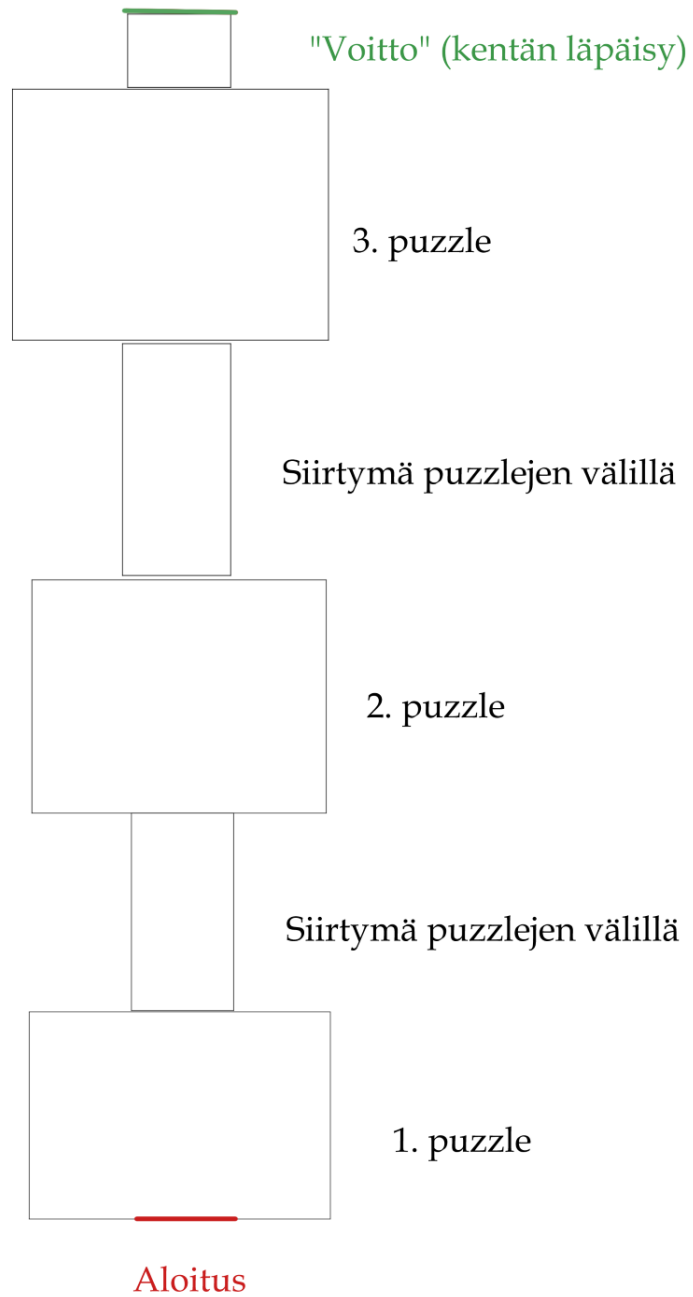 "Voitto" (kentän läpäisy)
3. puzzle
Siirtymä puzzlejen välillä
2. puzzle
Siirtymä puzzlejen välillä
1. puzzle
Aloitus